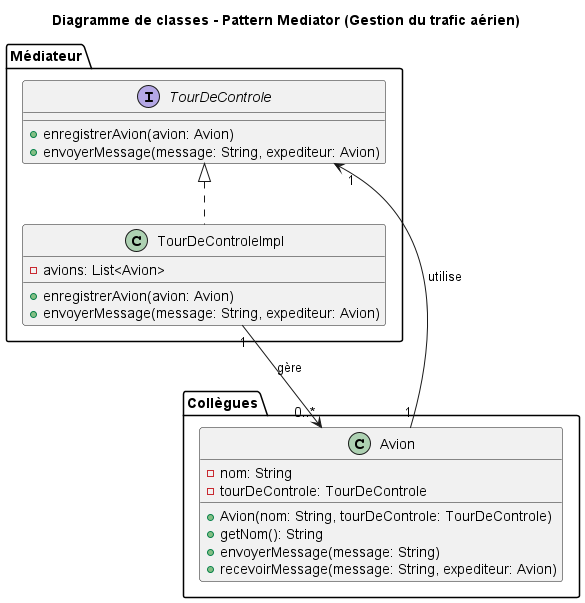 Diagramme de classes - Pattern Mediator (Gestion du trafic aérien)
Médiateur
I TourDeControle
enregistrerAvion(avion: Avion)
envoyerMessage(message: String, expediteur: Avion)
1
C TourDeControleImpl
avions: List<Avion>
enregistrerAvion(avion: Avion)
envoyerMessage(message: String, expediteur: Avion)
utilise
1
gère
0..*
1
Collègues
C Avion
nom: String
tourDeControle: TourDeControle
Avion(nom: String, tourDeControle: TourDeControle)
getNom(): String
envoyerMessage(message: String)
recevoirMessage(message: String, expediteur: Avion)